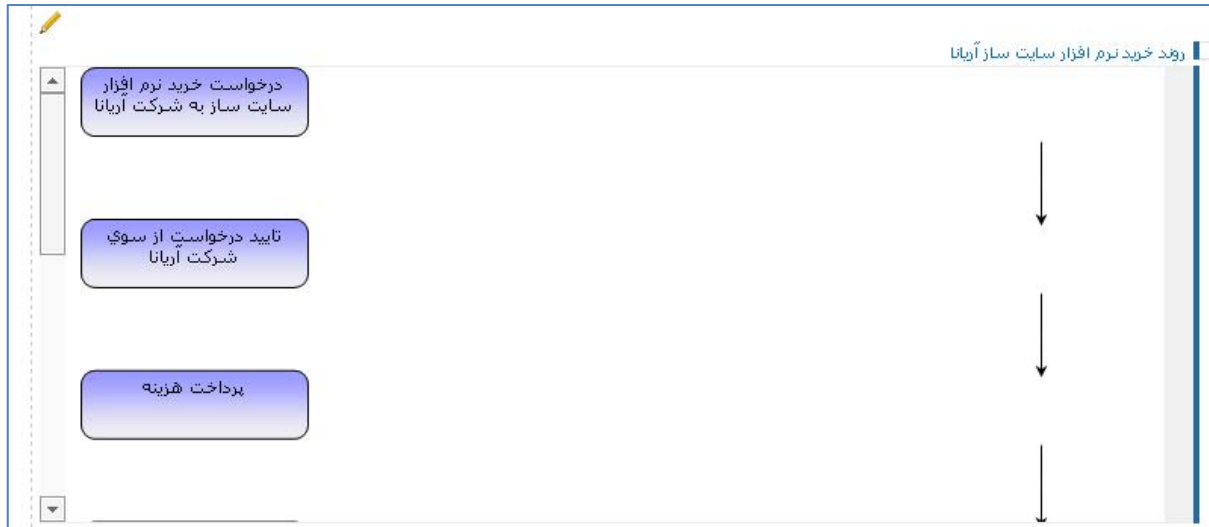 روند خرید نرم افزار سایت ساز آریانا
درخواست خرید نرم افزار
سایت ساز به شرکت آریانا
تایید درخواست از سوي
شرکت آریانا
پرداخت هزینه